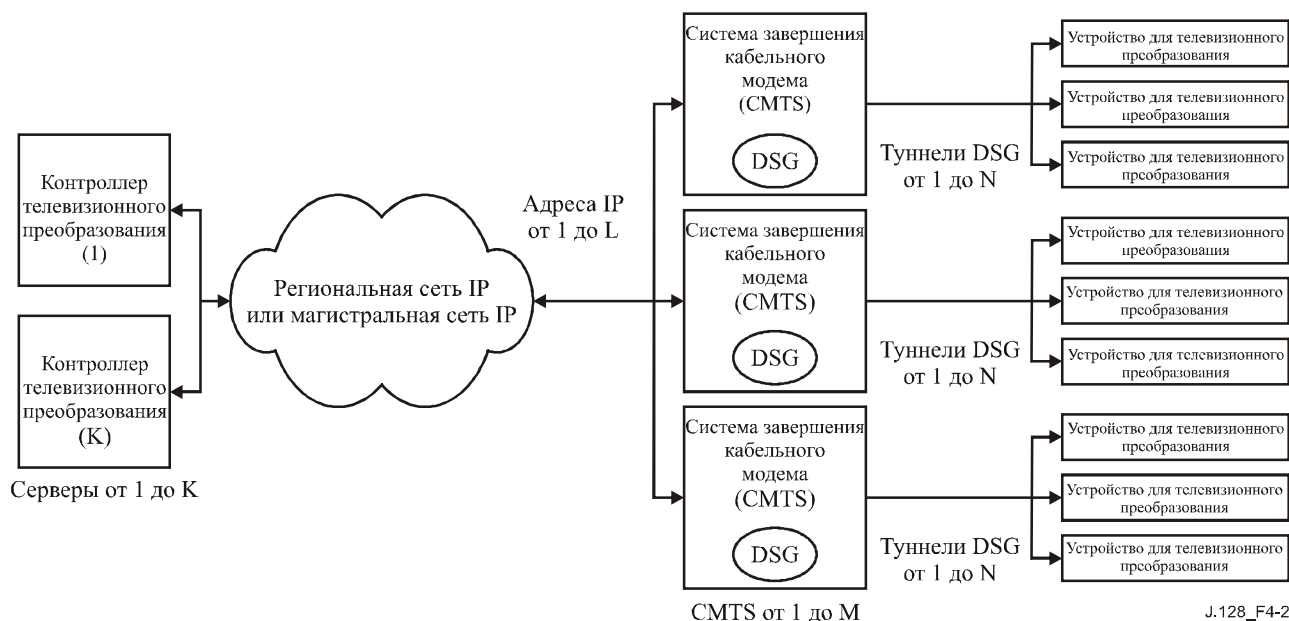 Контроллер
телевизионного
преобразования
(1)
Контроллер
телевизионного
преобразования
(K)
Серверы от 1 до K
Региональная сеть IP
или магистральная сеть IP
Адреса IP
от 1 до L
Система завершения
кабельного
модема
(CMTS)
DSG
Туннели DSG
от 1 до N
Устройство для телевизионного
преобразования
Устройство для телевизионного
преобразования
Устройство для телевизионного
преобразования
Система завершения
кабельного
модема
(CMTS)
DSG
Туннели DSG
от 1 до N
Устройство для телевизионного
преобразования
Устройство для телевизионного
преобразования
Устройство для телевизионного
преобразования
Система завершения
кабельного
модема
(CMTS)
DSG
Туннели DSG
от 1 до N
Устройство для телевизионного
преобразования
Устройство для телевизионного
преобразования
Устройство для телевизионного
преобразования
CMTS от 1 до M
J.128_F4-2